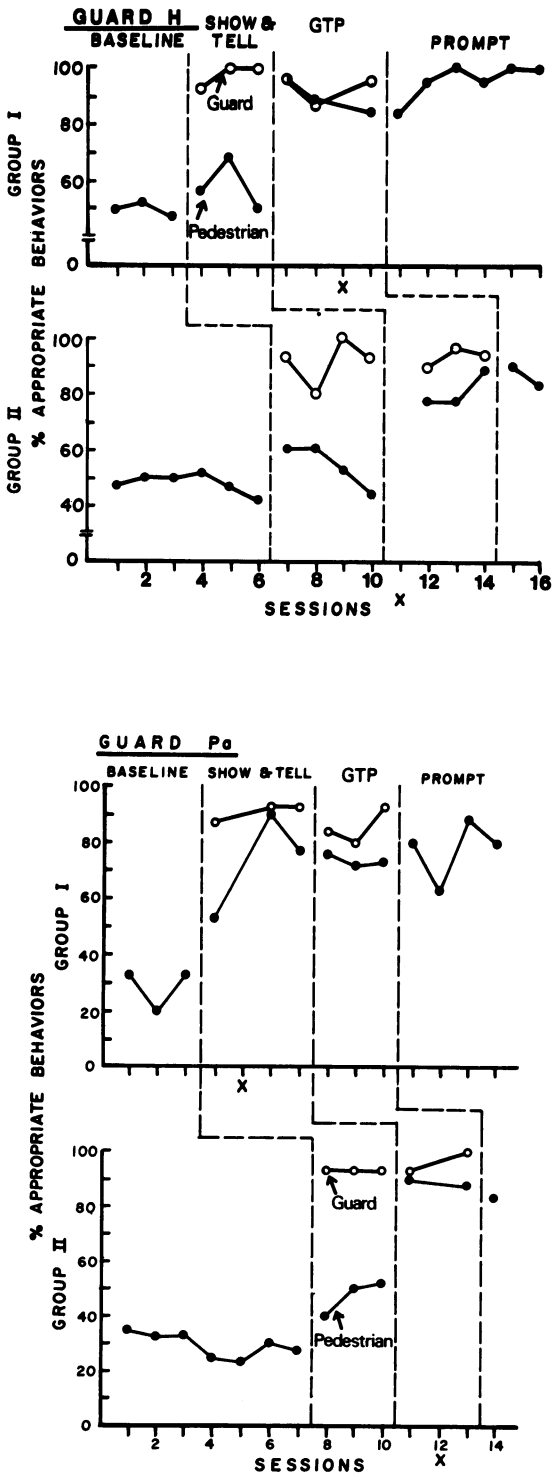 GUARD H
BASELINE
SHOW &
TELL
GTP
PROMPT
% APPROPRIATE BEHAVIORS
GROUP I
100
80
60
0
Guard
Pedestrian
X
GROUP II
100
80
60
40
0
2 4 6 8 10 12 14 16
SESSIONS X
GUARD Pa
BASELINE SHOW & TELL GTP PROMPT
% APPROPRIATE BEHAVIORS
GROUP I
100
80
60
40
20
0
X
GROUP II
100
80
60
40
20
0
Guard
Pedestrian
2 4 6 8 10 12 14
SESSIONS X